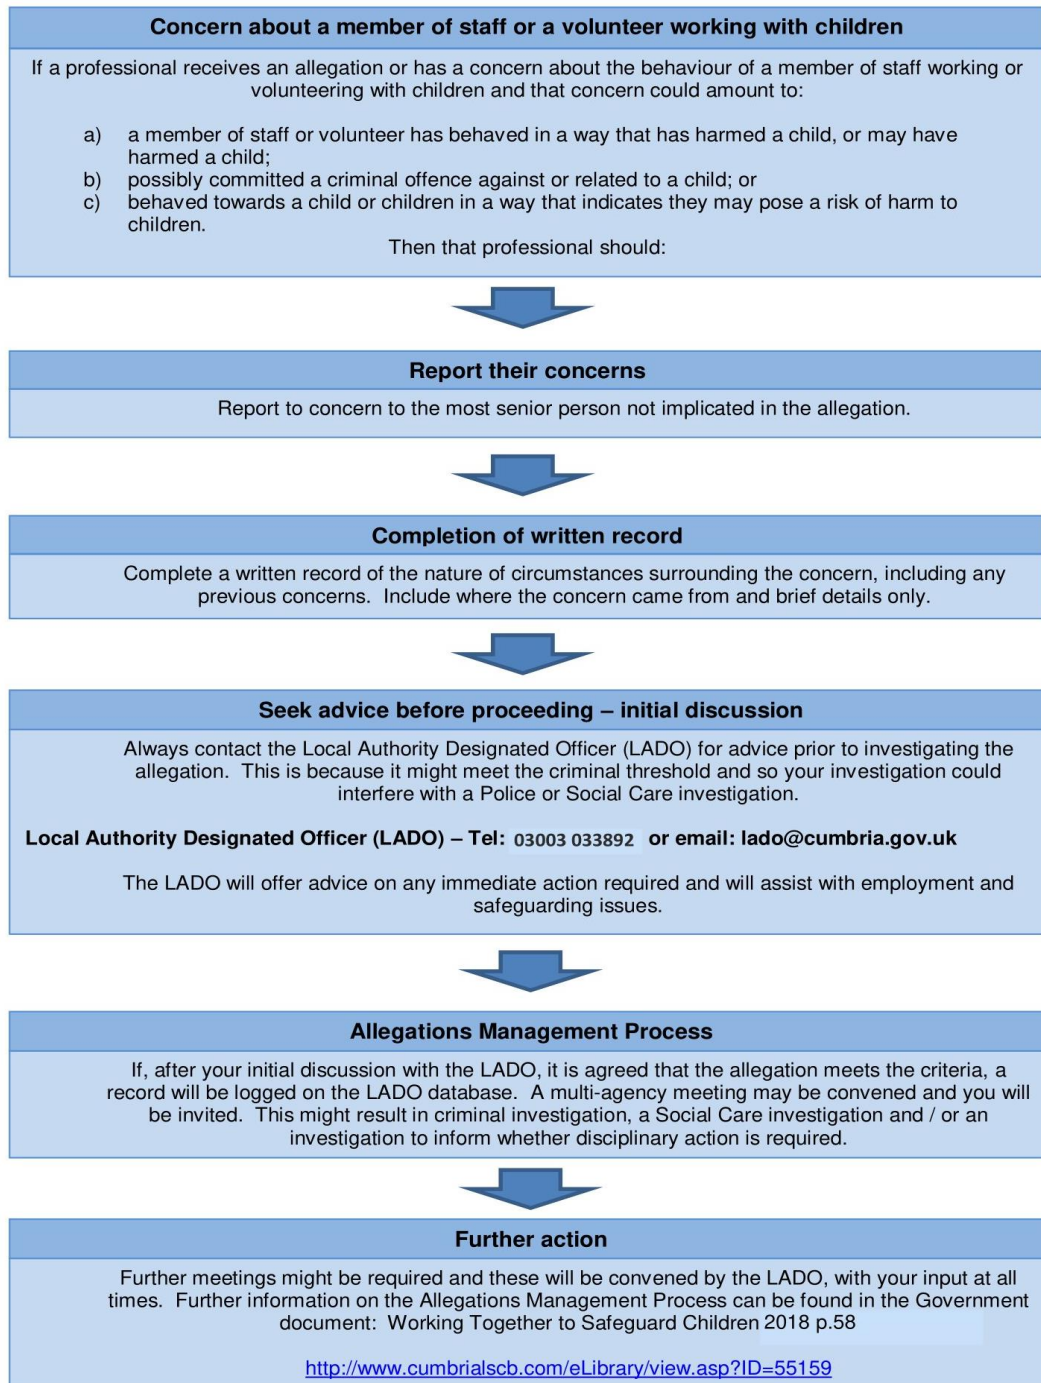 Concern about a member of staff or a volunteer working with children
If a professional receives an allegation or has a concern about the behaviour of a member of staff working or
volunteering with children and that concern could amount to:
a) a member of staff or volunteer has behaved in a way that has harmed a child, or may have
harmed a child;
b) possibly committed a criminal offence against or related to a child; or
c) behaved towards a child or children in a way that indicates they may pose a risk of harm to
children.
Then that professional should:
Report their concerns
Report to concern to the most senior person not implicated in the allegation.
Completion of written record
Complete a written record of the nature of circumstances surrounding the concern, including any
previous concerns. Include where the concern came from and brief details only.
Seek advice before proceeding – initial discussion
Always contact the Local Authority Designated Officer (LADO) for advice prior to investigating the
allegation. This is because it might meet the criminal threshold and so your investigation could
interfere with a Police or Social Care investigation.
Local Authority Designated Officer (LADO) – Tel: 03003 033892 or email: lado@cumbria.gov.uk
The LADO will offer advice on any immediate action required and will assist with employment and
safeguarding issues.
Allegations Management Process
If, after your initial discussion with the LADO, it is agreed that the allegation meets the criteria, a
record will be logged on the LADO database. A multi-agency meeting may be convened and you will
be invited. This might result in criminal investigation, a Social Care investigation and / or an
investigation to inform whether disciplinary action is required.
Further action
Further meetings might be required and these will be convened by the LADO, with your input at all
times. Further information on the Allegations Management Process can be found in the Government
document: Working Together to Safeguard Children 2018 p.58
http://www.cumbrialscb.com/eLibrary/view.asp?ID=55159